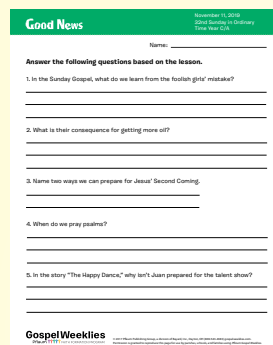 Good News
November 11, 2018
32nd Sunday in Ordinary
Time Year C/A
Name:
Answer the following questions based on the lesson.
1. In the Sunday Gospel, what do we learn from the foolish girls' mistake?
2. What is their consequence for getting more oil?
3. Name two ways we can prepare for Jesus' Second Coming.
4. When do we pray psalms?
5. In the story "The Happy Dance," why isn't Juan prepared for the talent show?
GospelWeeklies
Pflaum